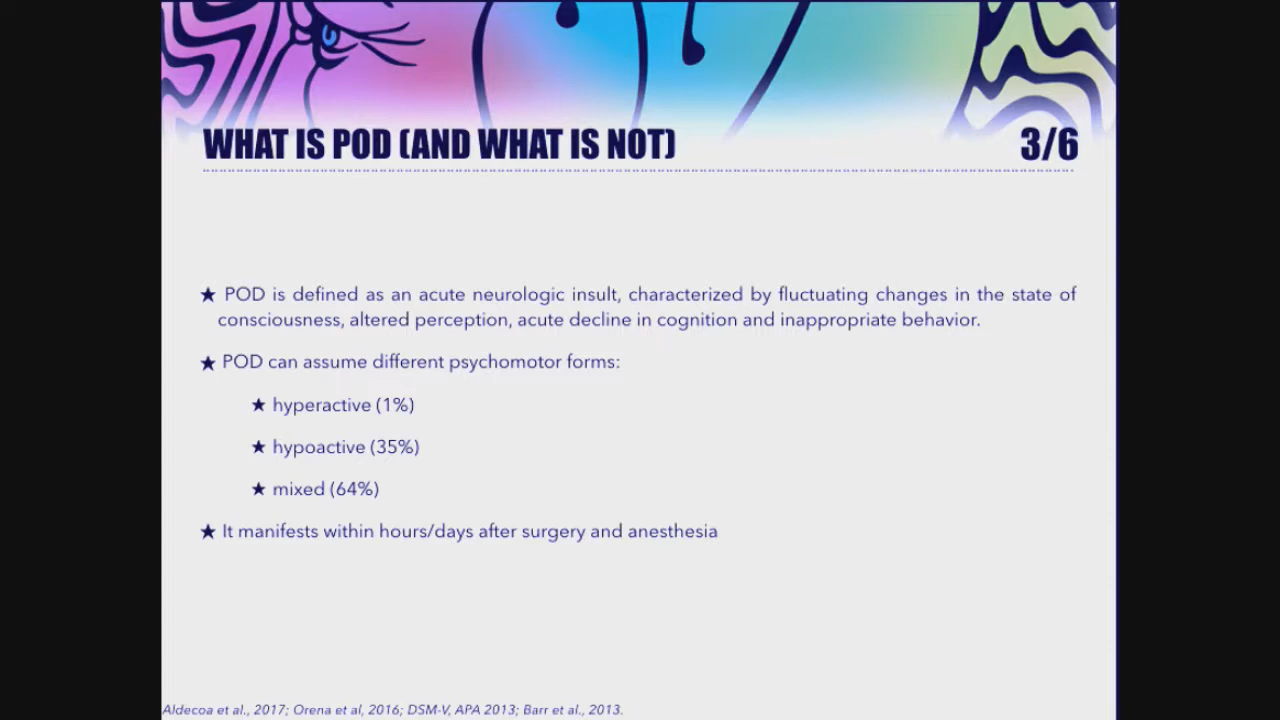 WHAT IS POD (AND WHAT IS NOT)
3/6
★ POD is defined as an acute neurologic insult, characterized by fluctuating changes in the state of
consciousness, altered perception, acute decline in cognition and inappropriate behavior.
★ POD can assume different psychomotor forms:
★ hyperactive (1%)
★ hypoactive (35%)
★ mixed (64%)
★ It manifests within hours/days after surgery and anesthesia
Aldecoa et al., 2017; Orena et al, 2016; DSM-V, APA 2013; Barr et al., 2013.